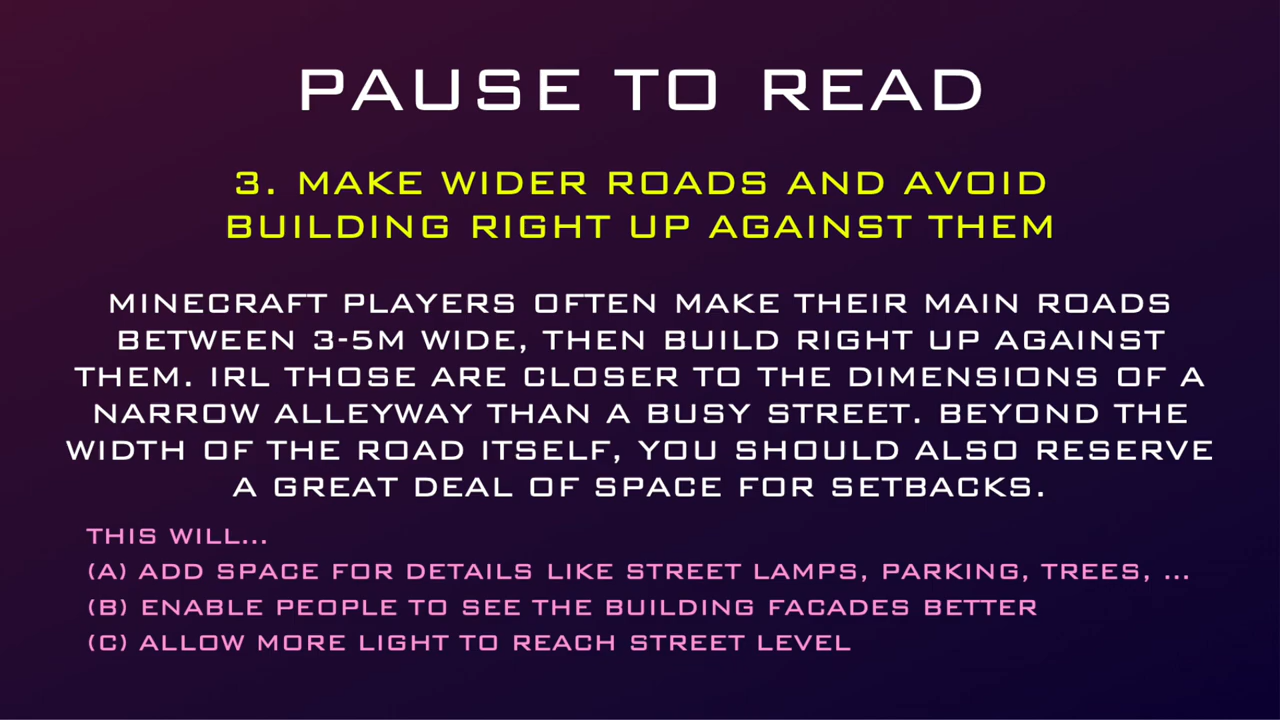 PAUSE TO READ
3. MAKE WIDER ROADS AND AVOID
BUILDING RIGHT UP AGAINST THEM
MINECRAFT PLAYERS OFTEN MAKE THEIR MAIN ROADS
BETWEEN 3-5M WIDE, THEN BUILD RIGHT UP AGAINST
THEM. IRL THOSE ARE CLOSER TO THE DIMENSIONS OF A
NARROW ALLEYWAY THAN A BUSY STREET. BEYOND THE
WIDTH OF THE ROAD ITSELF, YOU SHOULD ALSO RESERVE
A GREAT DEAL OF SPACE FOR SETBACKS.
THIS WILL...
(A) ADD SPACE FOR DETAILS LIKE STREET LAMPS, PARKING, TREES, ...
(B) ENABLE PEOPLE TO SEE THE BUILDING FACADES BETTER
(C) ALLOW MORE LIGHT TO REACH STREET LEVEL